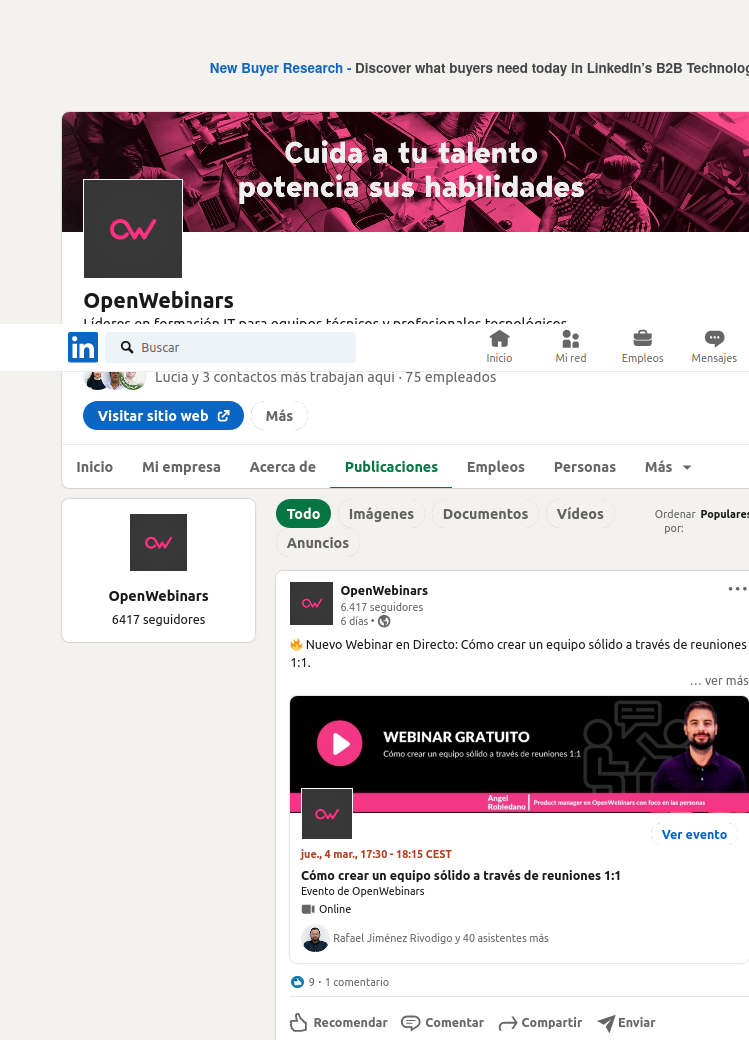 New Buyer Research - Discover what buyers need today in LinkedIn's B2B Technolog
Cuida a tu talento
potencia sus habilidades
OW
OpenWebinars
Líderes en formación IT para equipos técnicos y profesionales tecnológicos
in
Buscar
Inicio
Mi red
Empleos
Mensajes
Lucía y 3 contactos más trabajan aquí · 75 empleados
Visitar sitio web
Más
Inicio
Mi empresa
Acerca de
Publicaciones
Empleos
Personas
Más
OW
OpenWebinars
6417 seguidores
Todo
Imágenes
Documentos
Vídeos
Anuncios
Ordenar por:
Populares
OW
OpenWebinars
6.417 seguidores
6 días •
🔥 Nuevo Webinar en Directo: Cómo crear un equipo sólido a través de reuniones
1:1.
… ver más
WEBINAR GRATUITO
Cómo crear un equipo sólido a través de reuniones 1:1
Angel
Robledano
Product manager en OpenWebinars con foco en las personas
OW
Ver evento
jue., 4 mar., 17:30 - 18:15 CEST
Cómo crear un equipo sólido a través de reuniones 1:1
Evento de OpenWebinars
Online
Rafael Jiménez Rivodigo y 40 asistentes más
9 · 1 comentario
Recomendar
Comentar
Compartir
Enviar